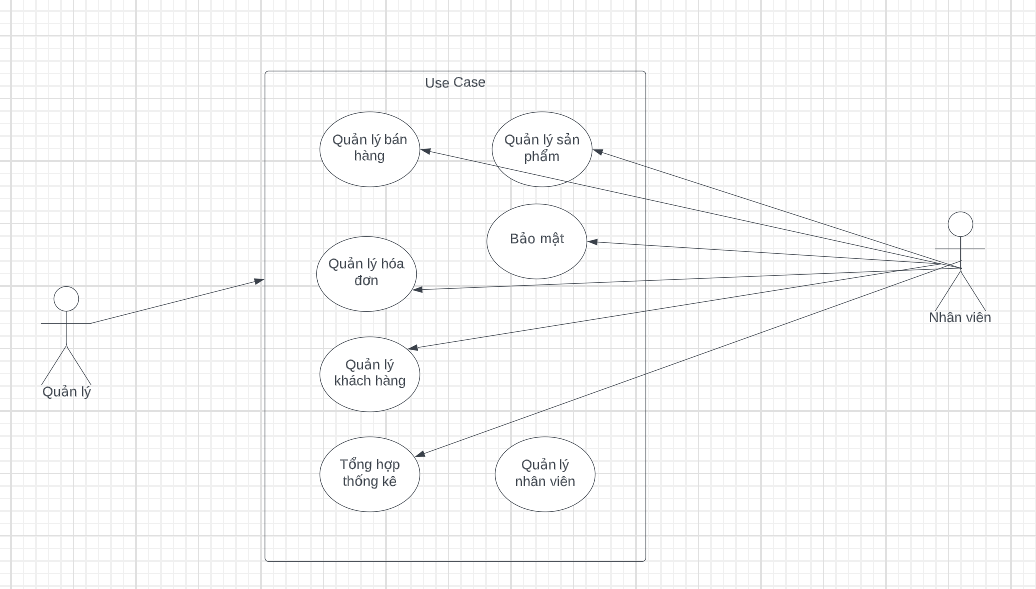 Use Case
Quản lý bán
hàng
Quản lý sản
phẩm
Bảo mật
Quản lý hóa
đơn
Quản lý
khách hàng
Tổng hợp
thống kê
Quản lý
nhân viên
Quản lý
Nhân viên